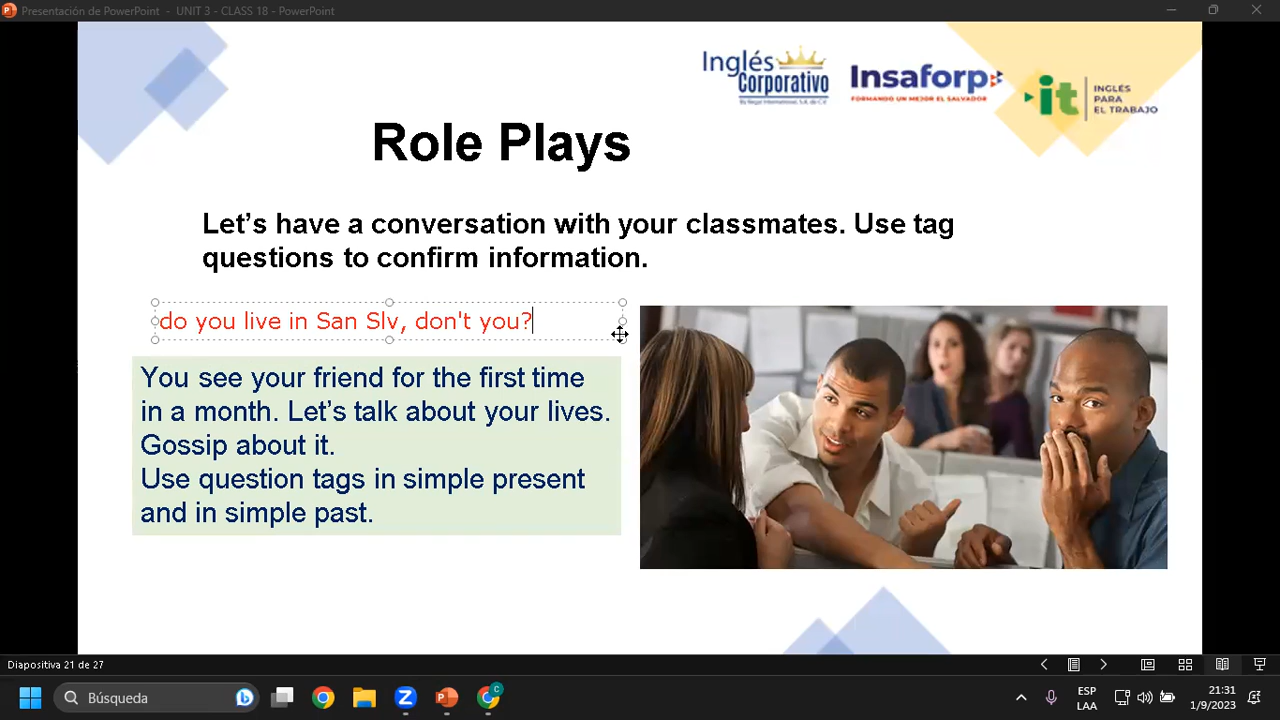 Presentación de PowerPoint - UNIT 3 - CLASS 18 - PowerPoint
Inglés
Corporativo
Insaforp
FORMANDO UN MEJOR EL SALVADOR
it
INGLÉS
PARA
EL TRABAJO
Role Plays
Let's have a conversation with your classmates. Use tag
questions to confirm information.
do you live in San Slv, don't you?
You see your friend for the first time
in a month. Let's talk about your lives.
Gossip about it.
Use question tags in simple present
and in simple past.
Diapositiva 21 de 27
Búsqueda
ESP
LAA
21:31
1/9/2023